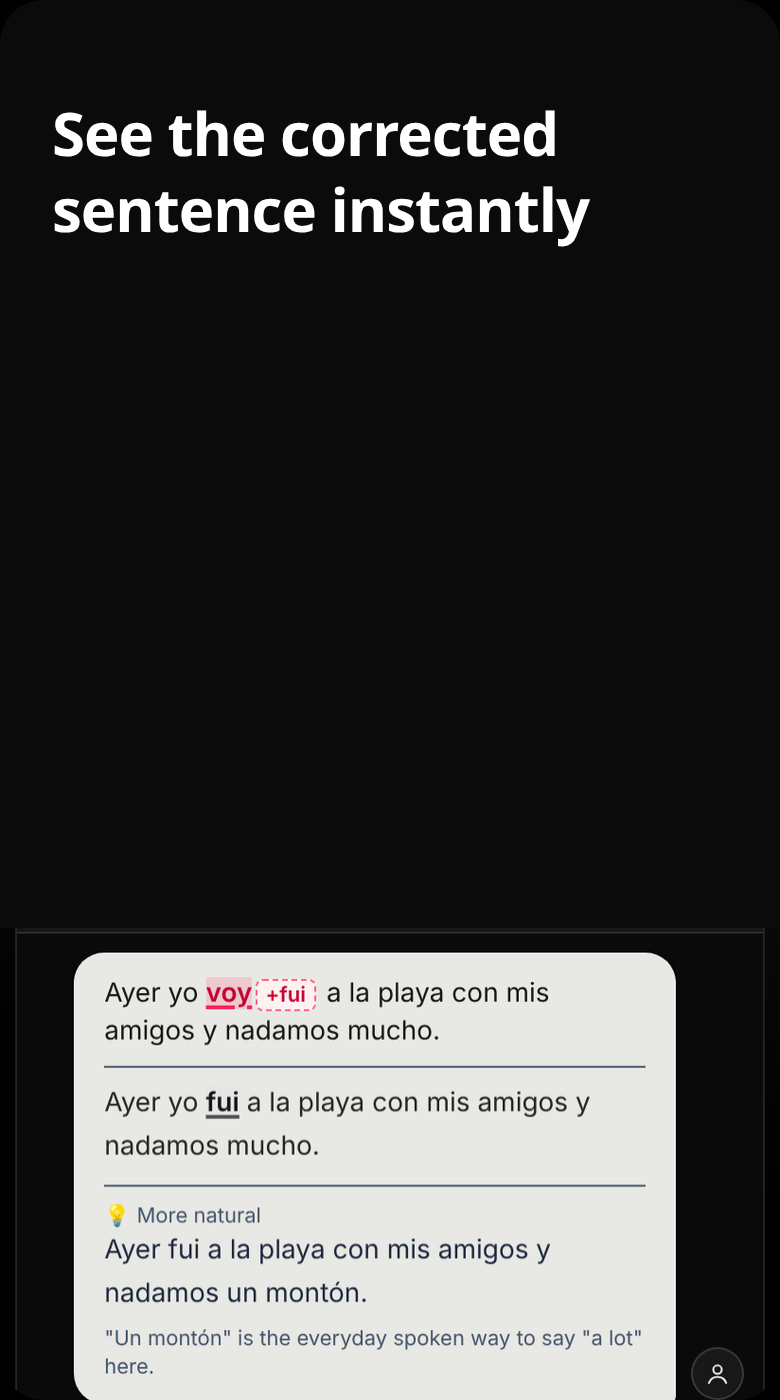 See the corrected
sentence instantly
Ayer yo voy +fui a la playa con mis
amigos y nadamos mucho.
Ayer yo fui a la playa con mis amigos y
nadamos mucho.
💡 More natural
Ayer fui a la playa con mis amigos y
nadamos un montón.
"Un montón" is the everyday spoken way to say "a lot"
here.